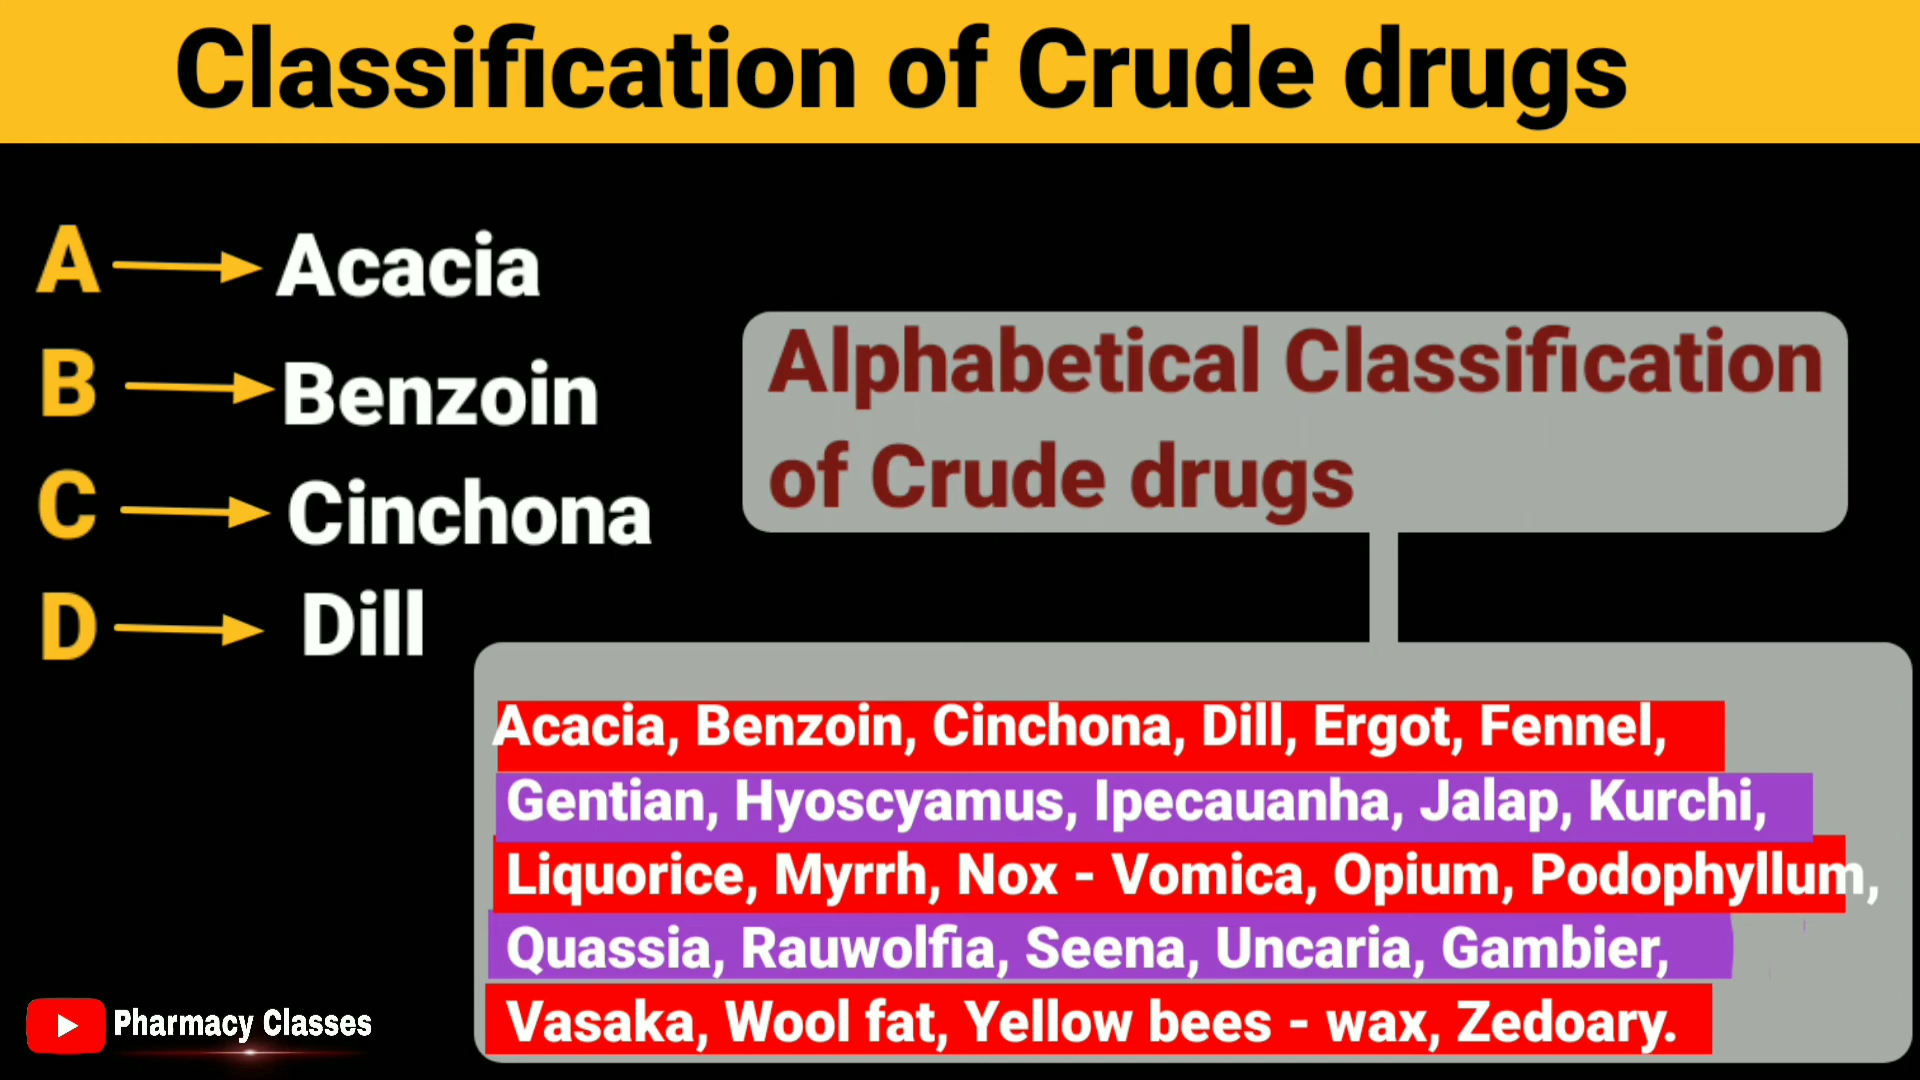 Classification of Crude drugs
A → Acacia
B → Benzoin
C → Cinchona
D → Dill
Alphabetical Classification
of Crude drugs
Acacia, Benzoin, Cinchona, Dill, Ergot, Fennel,
Gentian, Hyoscyamus, Ipecauanha, Jalap, Kurchi,
Liquorice, Myrrh, Nox - Vomica, Opium, Podophyllum,
Quassia, Rauwolfia, Seena, Uncaria, Gambier,
Vasaka, Wool fat, Yellow bees - wax, Zedoary.
Pharmacy Classes